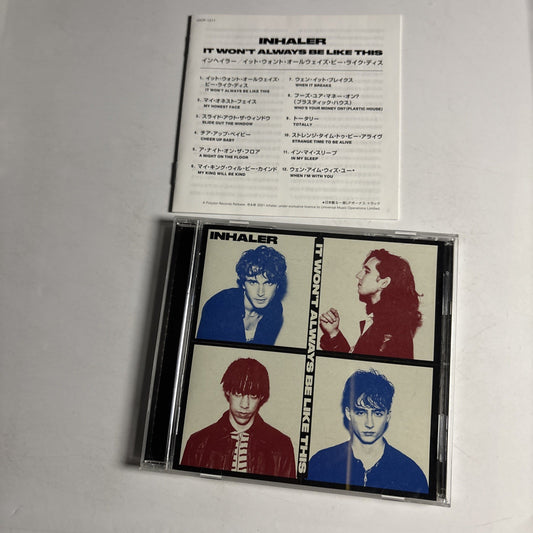 INHALER
IT WON'T ALWAYS BE LIKE THIS
インヘイラー／イット・ウォント・オールウェイズ・ビー・ライク・ディス
1. イット・ウォント・オールウェイズ・
ビー・ライク・ディス
IT WON'T ALWAYS BE LIKE THIS
2. マイ・オネスト・フェイス
MY HONEST FACE
3. スライド・アウト・ザ・ウィンドウ
SLIDE OUT THE WINDOW
4. チア・アップ・ベイビー
CHEER UP BABY
5. ア・ナイト・オン・ザ・フロア
A NIGHT ON THE FLOOR
6. マイ・キング・ウィル・ビー・カインド
MY KING WILL BE KIND
7. ウェン・イット・ブレイクス
WHEN IT BREAKS
8. フーズ・ユア・マネー・オン?
(プラスティック・ハウス)
WHO'S YOUR MONEY ON? (PLASTIC HOUSE)
9. トータリー
TOTALLY
10. ストレンジ・タイム・トゥ・ビー・アライヴ
STRANGE TIME TO BE ALIVE
11. イン・マイ・スリープ
IN MY SLEEP
12. ウェン・アイム・ウィズ・ユー
WHEN I'M WITH YOU
INHALER
IT WON'T ALWAYS BE LIKE THIS